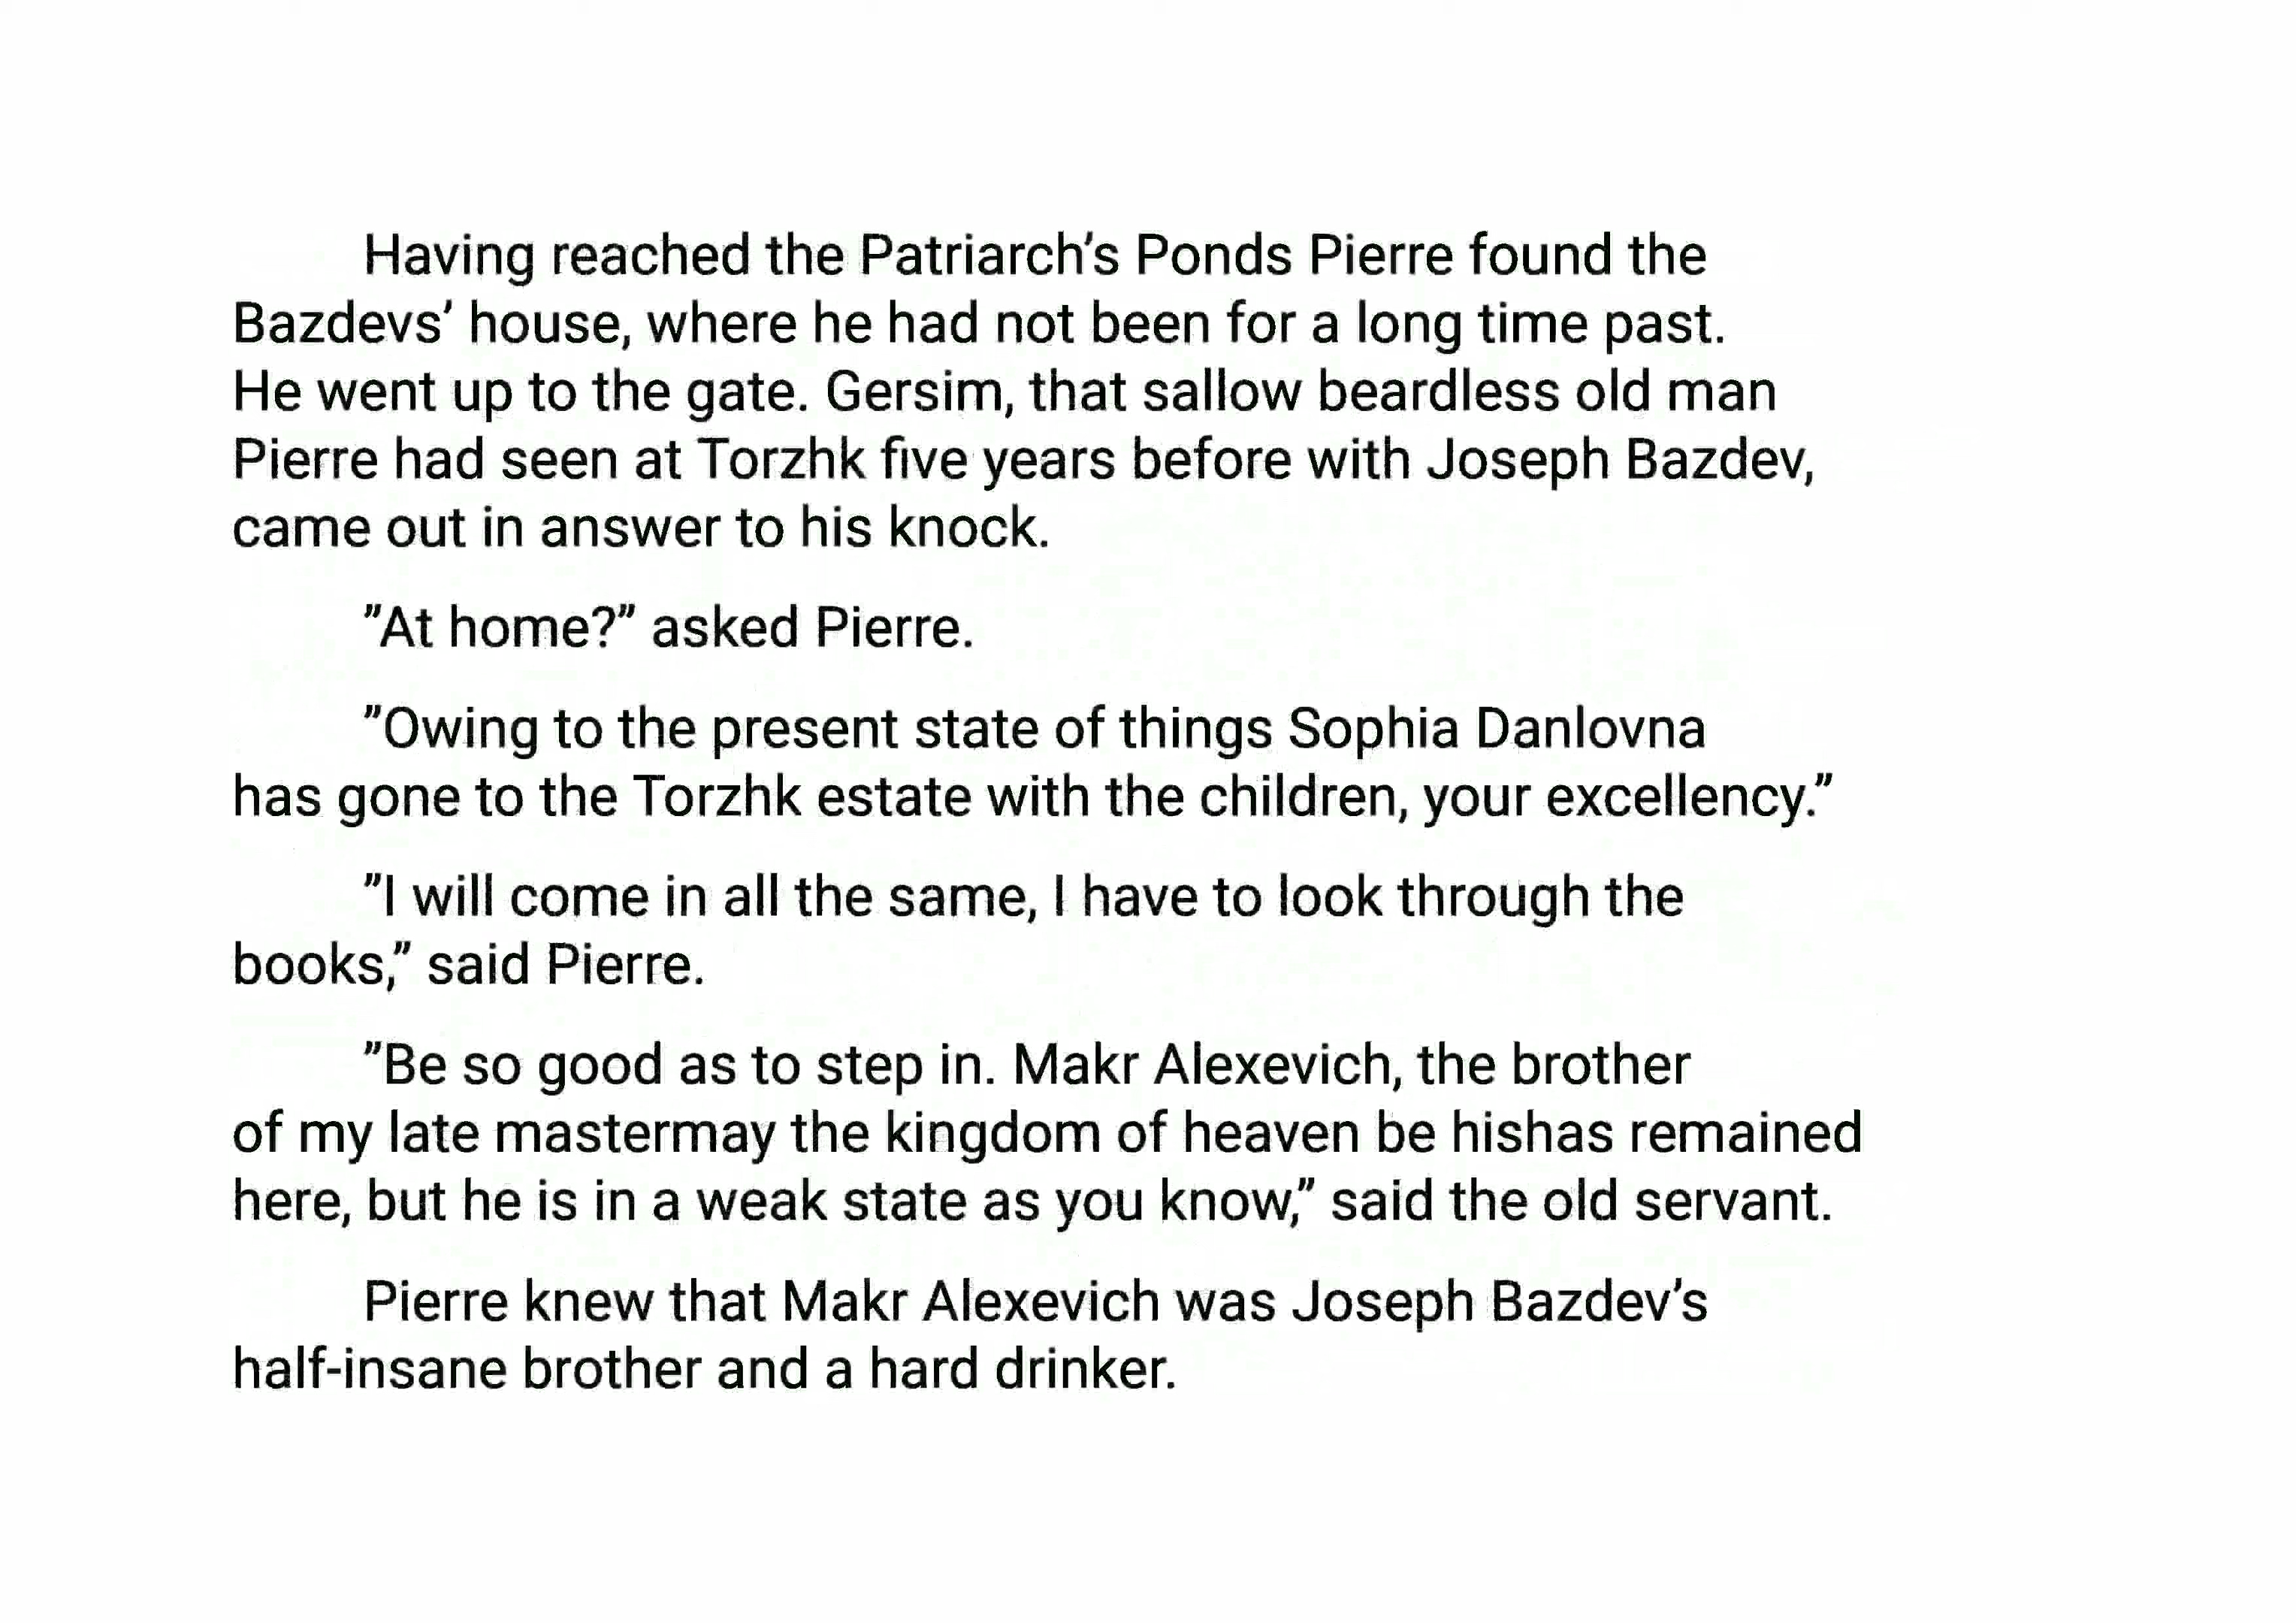 Having reached the Patriarch’s Ponds Pierre found the
Bazdevs’ house, where he had not been for a long time past.
He went up to the gate. Gersim, that sallow beardless old man
Pierre had seen at Torzhk five years before with Joseph Bazdev,
came out in answer to his knock.
”At home?” asked Pierre.
”Owing to the present state of things Sophia Danlovna
has gone to the Torzhk estate with the children, your excellency.”
”I will come in all the same, I have to look through the
books,” said Pierre.
”Be so good as to step in. Makr Alexevich, the brother
of my late mastermay the kingdom of heaven be hishas remained
here, but he is in a weak state as you know,” said the old servant.
Pierre knew that Makr Alexevich was Joseph Bazdev’s
half-insane brother and a hard drinker.